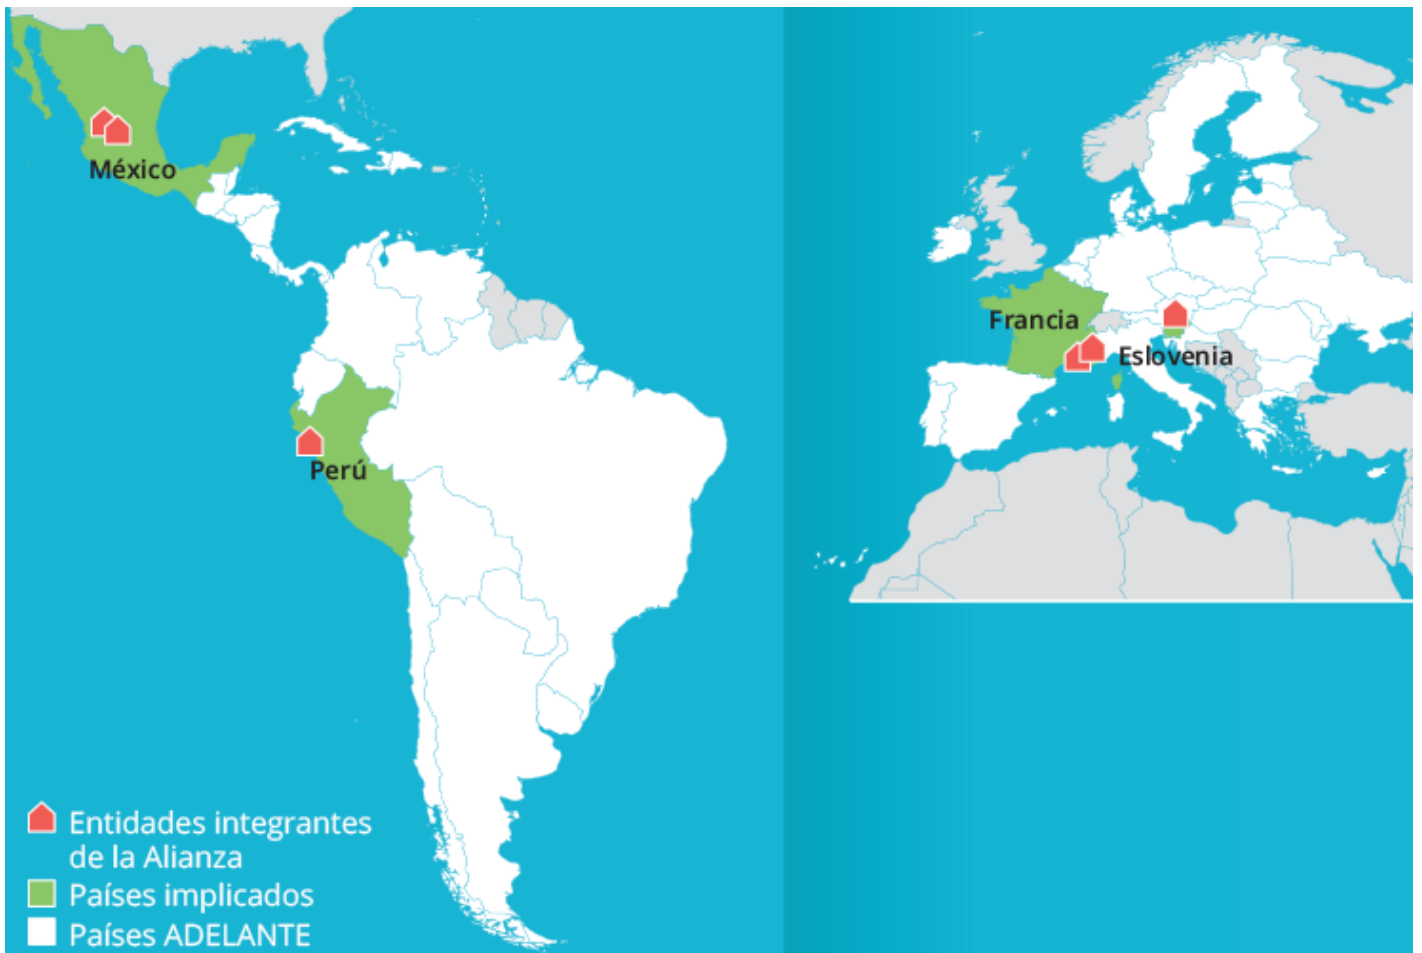 México
Perú
Francia
Eslovenia
Entidades integrantes
de la Alianza
Países implicados
Países ADELANTE